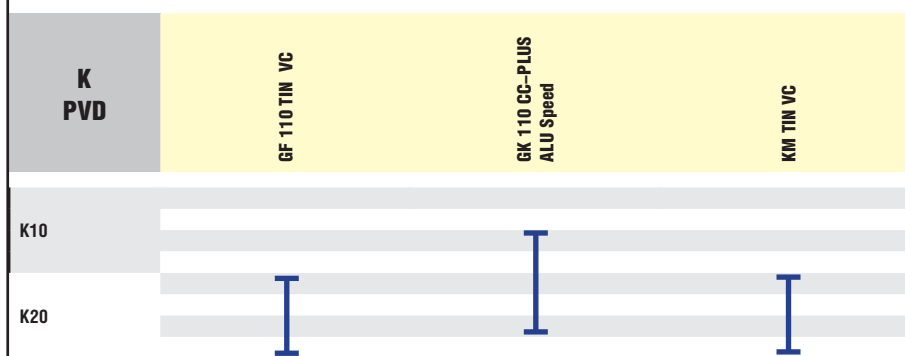 K
PVD
GF 110 TIN VC
GK 110 CC–PLUS
ALU Speed
KM TIN VC
K10
K20